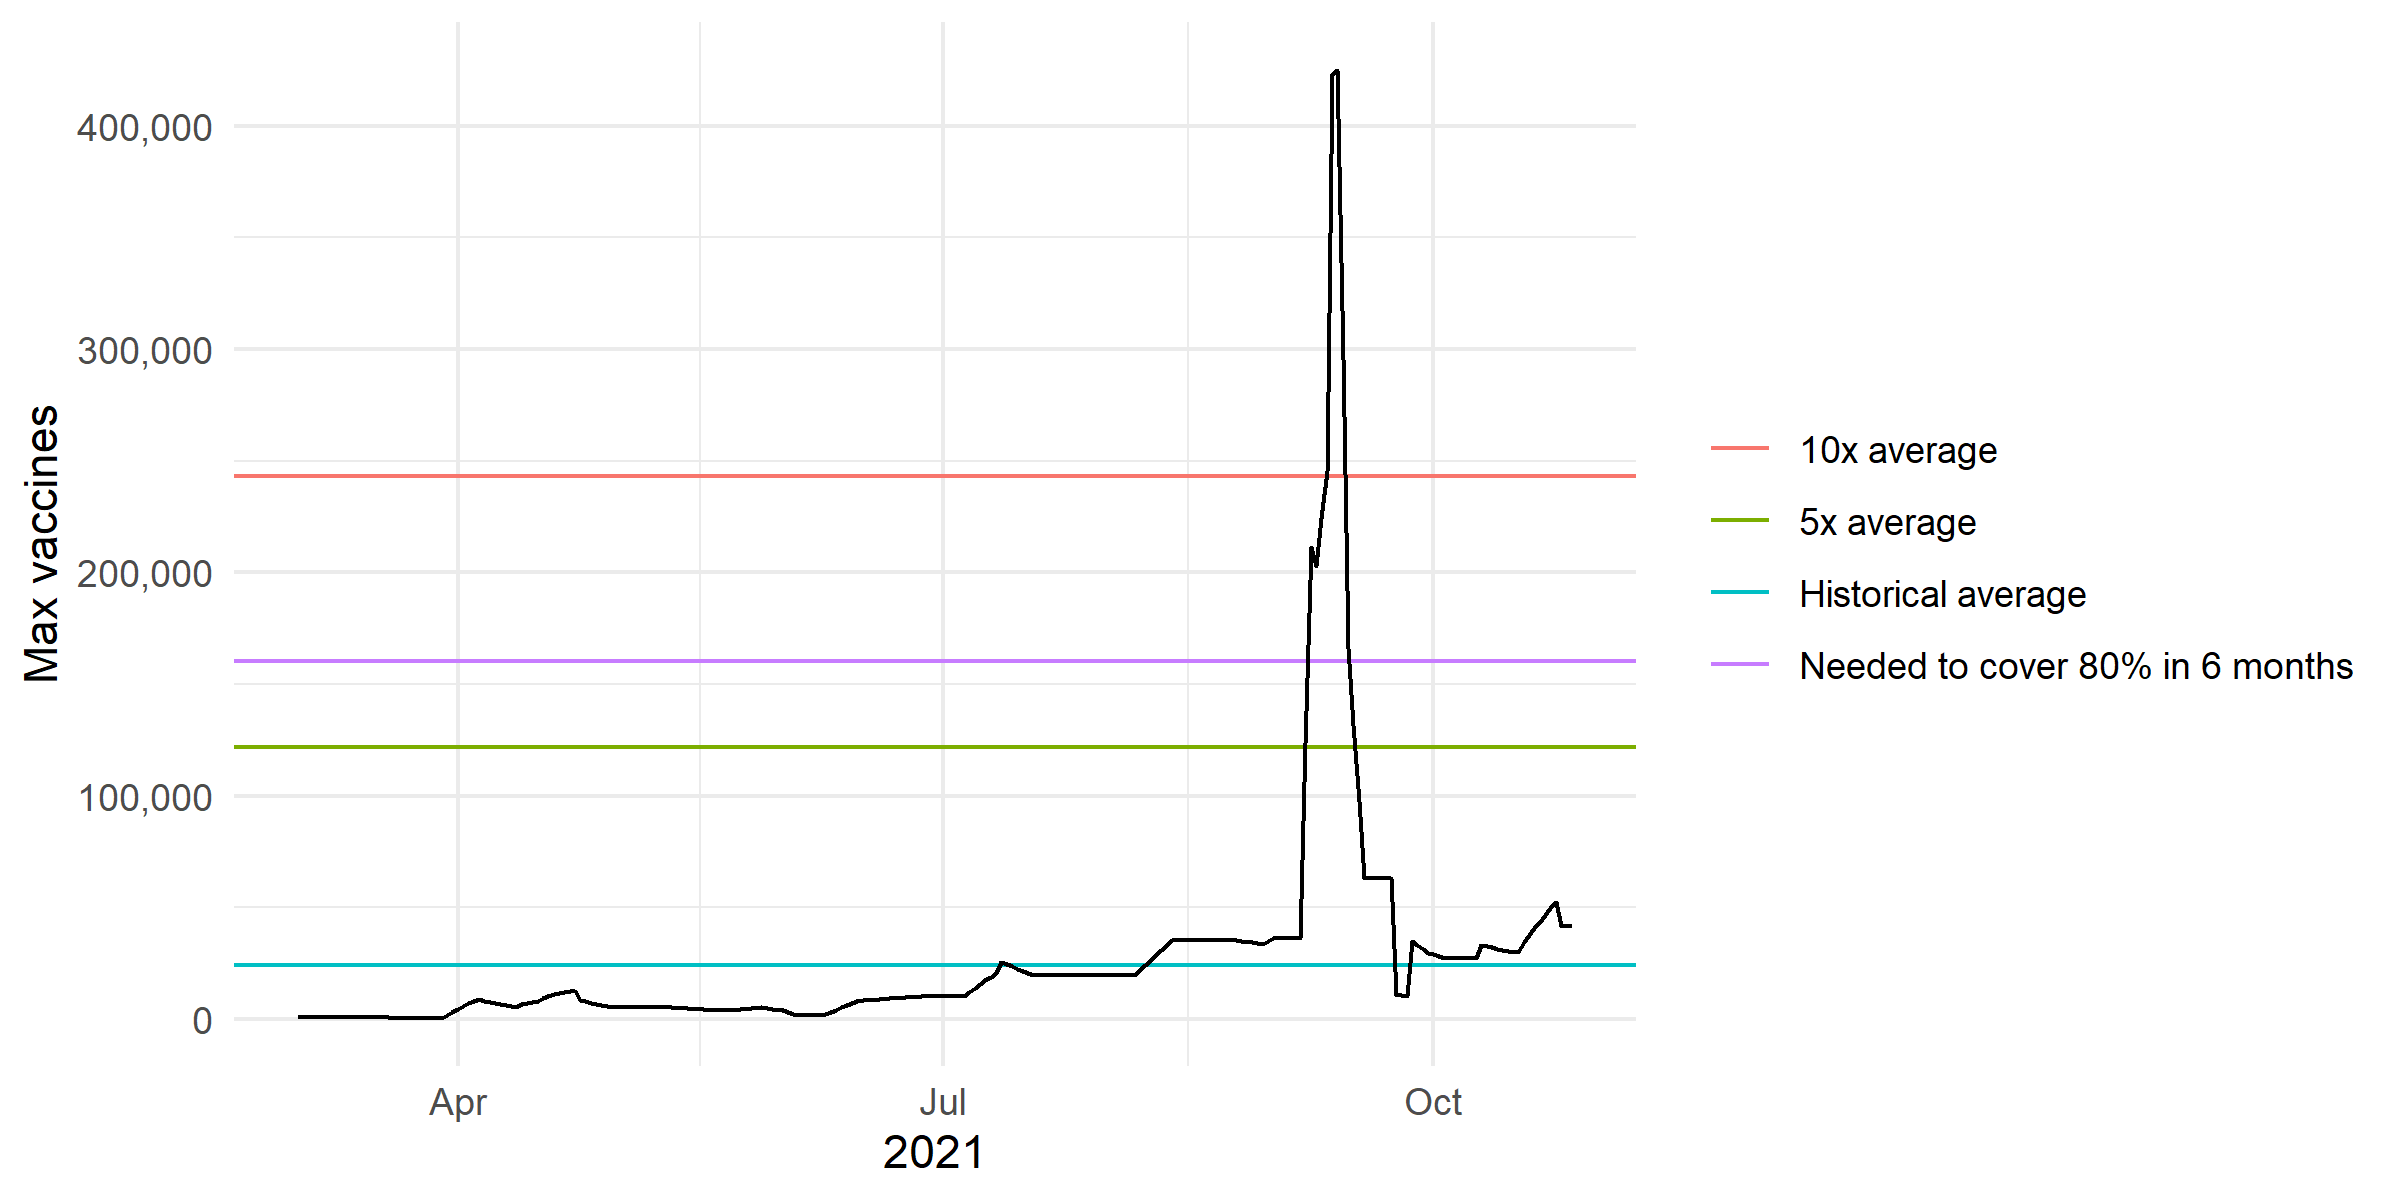 Max vaccines
400,000
300,000
200,000
100,000
0
Apr
Jul
Oct
2021
10x average
5x average
Historical average
Needed to cover 80% in 6 months